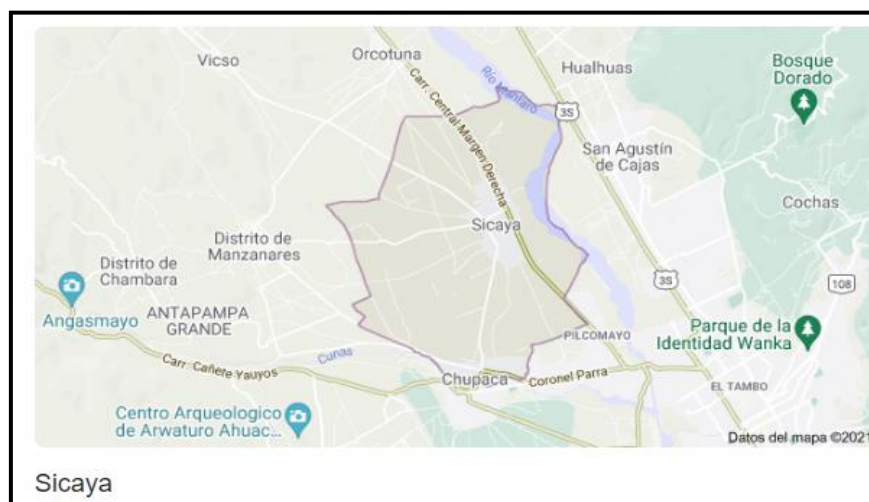 Vicso
Orcotuna
Hualhuas
Bosque
Dorado
Río Mantaro
Carr. Central Margen Derecha
3S
San Agustín
de Cajas
Cochas
Sicaya
Distrito de
Manzanares
Distrito de
Chambara
3S
108
Angasmayo
ANTAPAMPA
GRANDE
Parque de la
Identidad Wanka
PILCOMAYO
Cunas
Carr. Cañete Yauyos
Chupaca
Coronel Parra
EL TAMBO
Centro Arqueologico
de Arwaturo Ahuac...
Datos del mapa ©2021
Sicaya